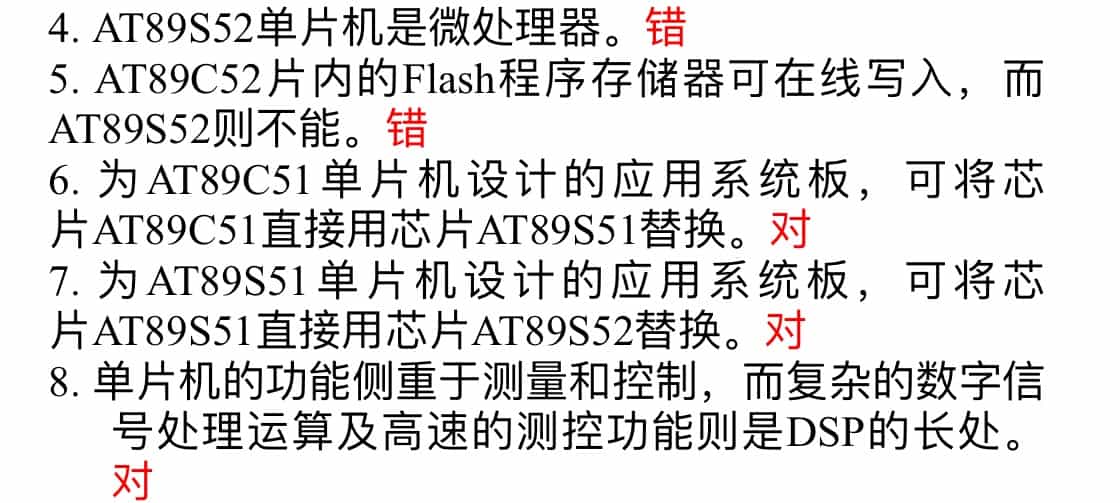 4. AT89S52单片机是微处理器。错
5. AT89C52片内的Flash程序存储器可在线写入，而
AT89S52则不能。错
6. 为AT89C51单片机设计的应用系统板，可将芯
片AT89C51直接用芯片AT89S51替换。对
7. 为AT89S51单片机设计的应用系统板，可将芯
片AT89S51直接用芯片AT89S52替换。对
8. 单片机的功能侧重于测量和控制，而复杂的数字信
号处理运算及高速的测控功能则是DSP的长处。
对